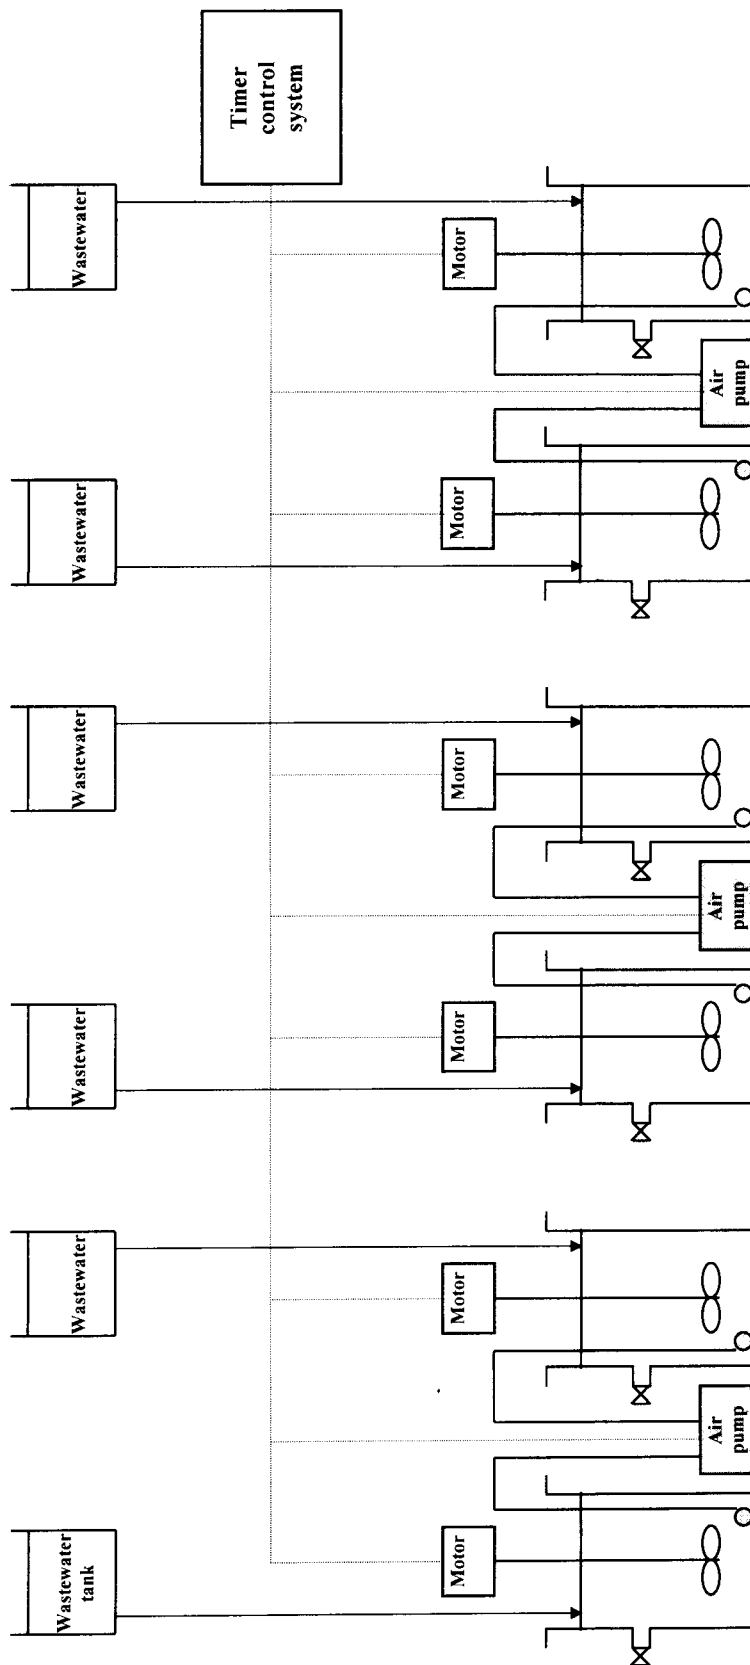 Timer
control
system
Wastewater
Wastewater
Wastewater
Wastewater
Wastewater
Wastewater
tank
Motor
Motor
Motor
Motor
Motor
Motor
Air
pump
Air
pump
Air
pump